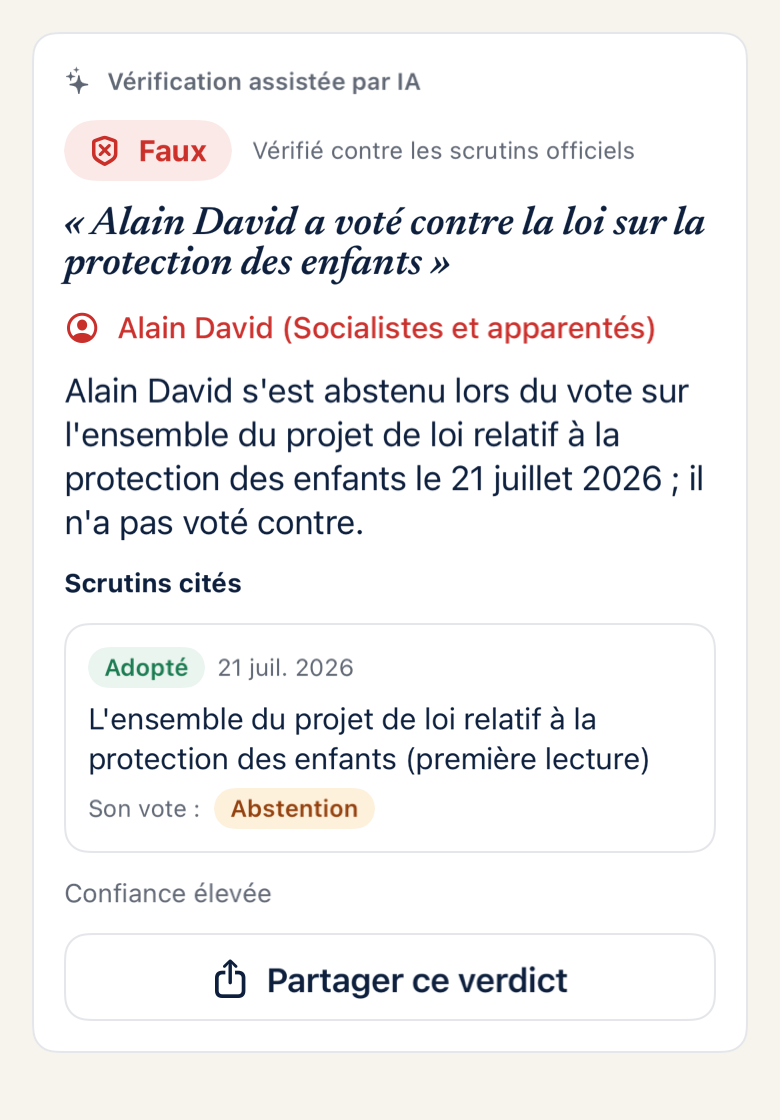 Vérification assistée par IA
Faux
Vérifié contre les scrutins officiels
« Alain David a voté contre la loi sur la
protection des enfants »
Alain David (Socialistes et apparentés)
Alain David s'est abstenu lors du vote sur
l'ensemble du projet de loi relatif à la
protection des enfants le 21 juillet 2026 ; il
n'a pas voté contre.
Scrutins cités
Adopté 21 juil. 2026
L'ensemble du projet de loi relatif à la
protection des enfants (première lecture)
Son vote : Abstention
Confiance élevée
Partager ce verdict